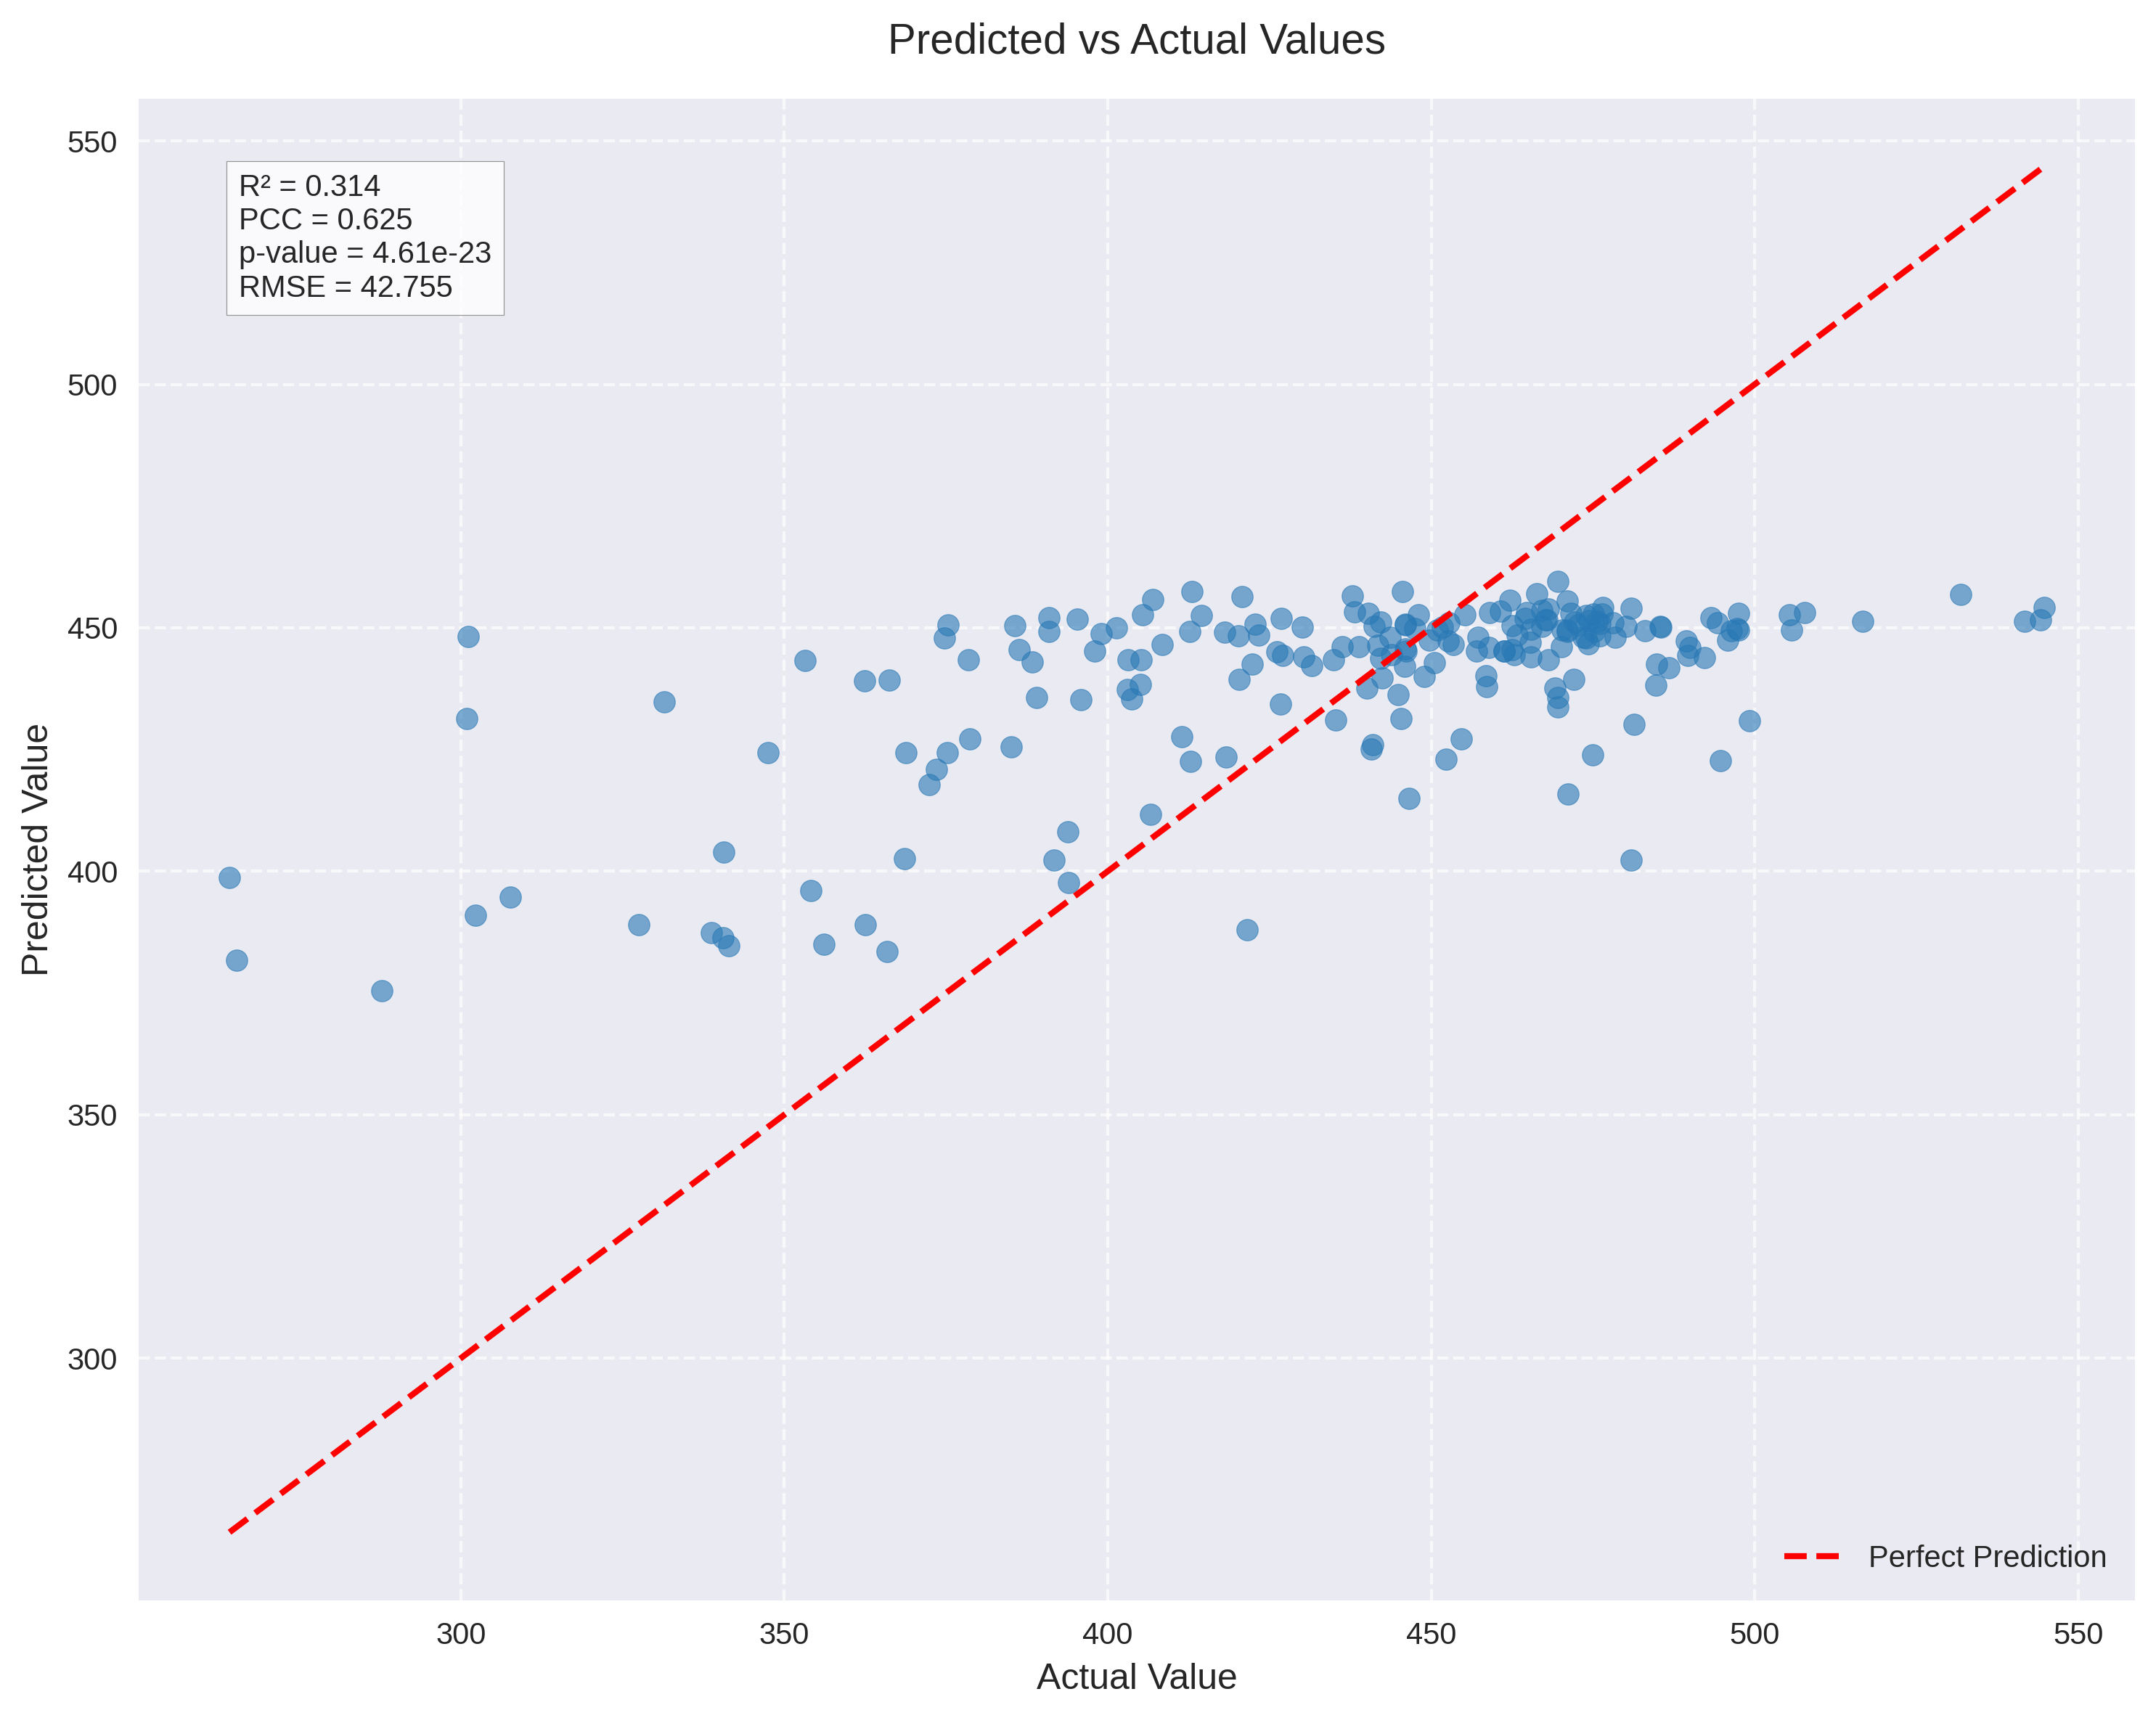 Predicted vs Actual Values
550
500
450
400
350
300
R² = 0.314
PCC = 0.625
p-value = 4.61e-23
RMSE = 42.755
Predicted Value
Perfect Prediction
300 350 400 450 500 550
Actual Value